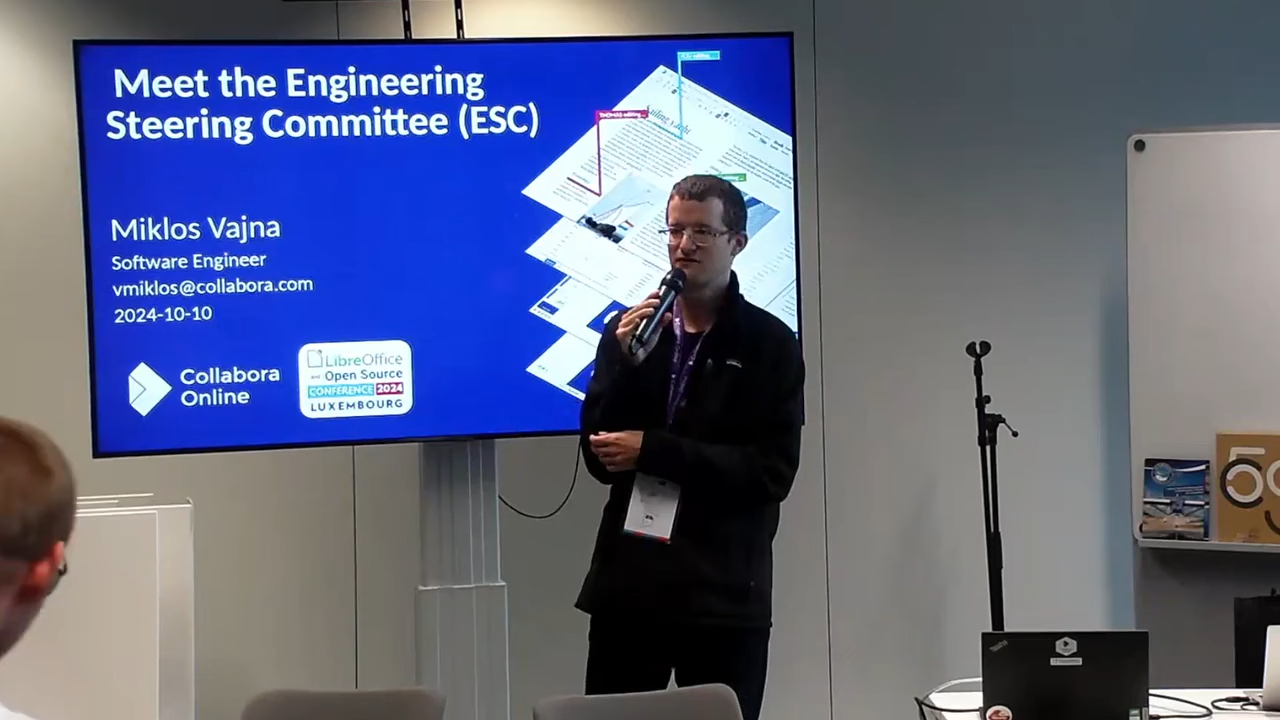 Meet the Engineering
Steering Committee (ESC)
Miklos Vajna
Software Engineer
vmiklos@collabora.com
2024-10-10
Collabora
Online
LibreOffice
and Open Source
CONFERENCE 2024
LUXEMBOURG